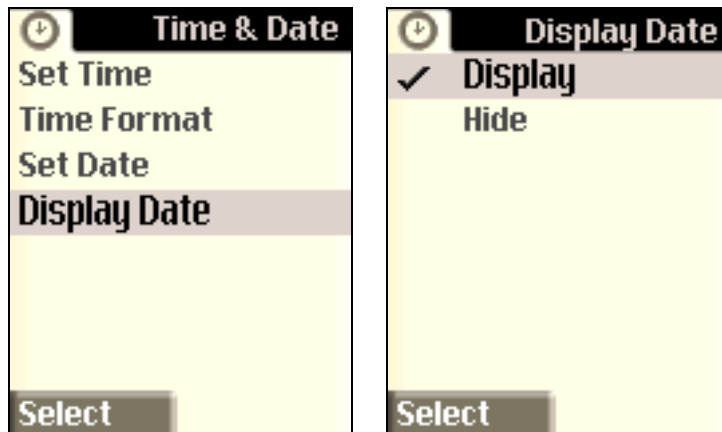 Time & Date
Set Time
Time Format
Set Date
Display Date
Select
Display Date
Display
Hide
Select